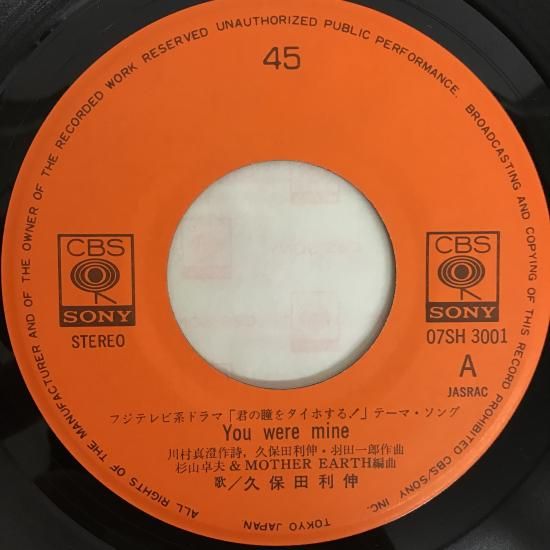 ALL RIGHTS OF THE MANUFACTURER AND OF THE OWNER OF THE RECORDED WORK RESERVED UNAUTHORIZED PUBLIC PERFORMANCE. BROADCASTING AND COPYING OF THIS RECORD PROHIBITED CBS/SONY INC.
TOKYO JAPAN
45
CBS
SONY
STEREO
CBS
SONY
07SH 3001
A
JASRAC
フジテレビ系ドラマ「君の瞳をタイホする!」テーマ・ソング
You were mine
川村真澄作詩，久保田利伸・羽田一郎作曲
杉山卓夫&MOTHER EARTH編曲
歌／久保田利伸